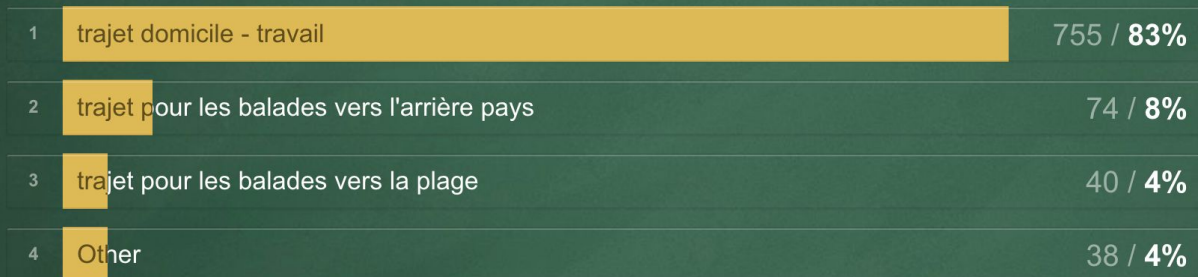 1 trajet domicile - travail 755 / 83%
2 trajet pour les balades vers l'arrière pays 74 / 8%
3 trajet pour les balades vers la plage 40 / 4%
4 Other 38 / 4%